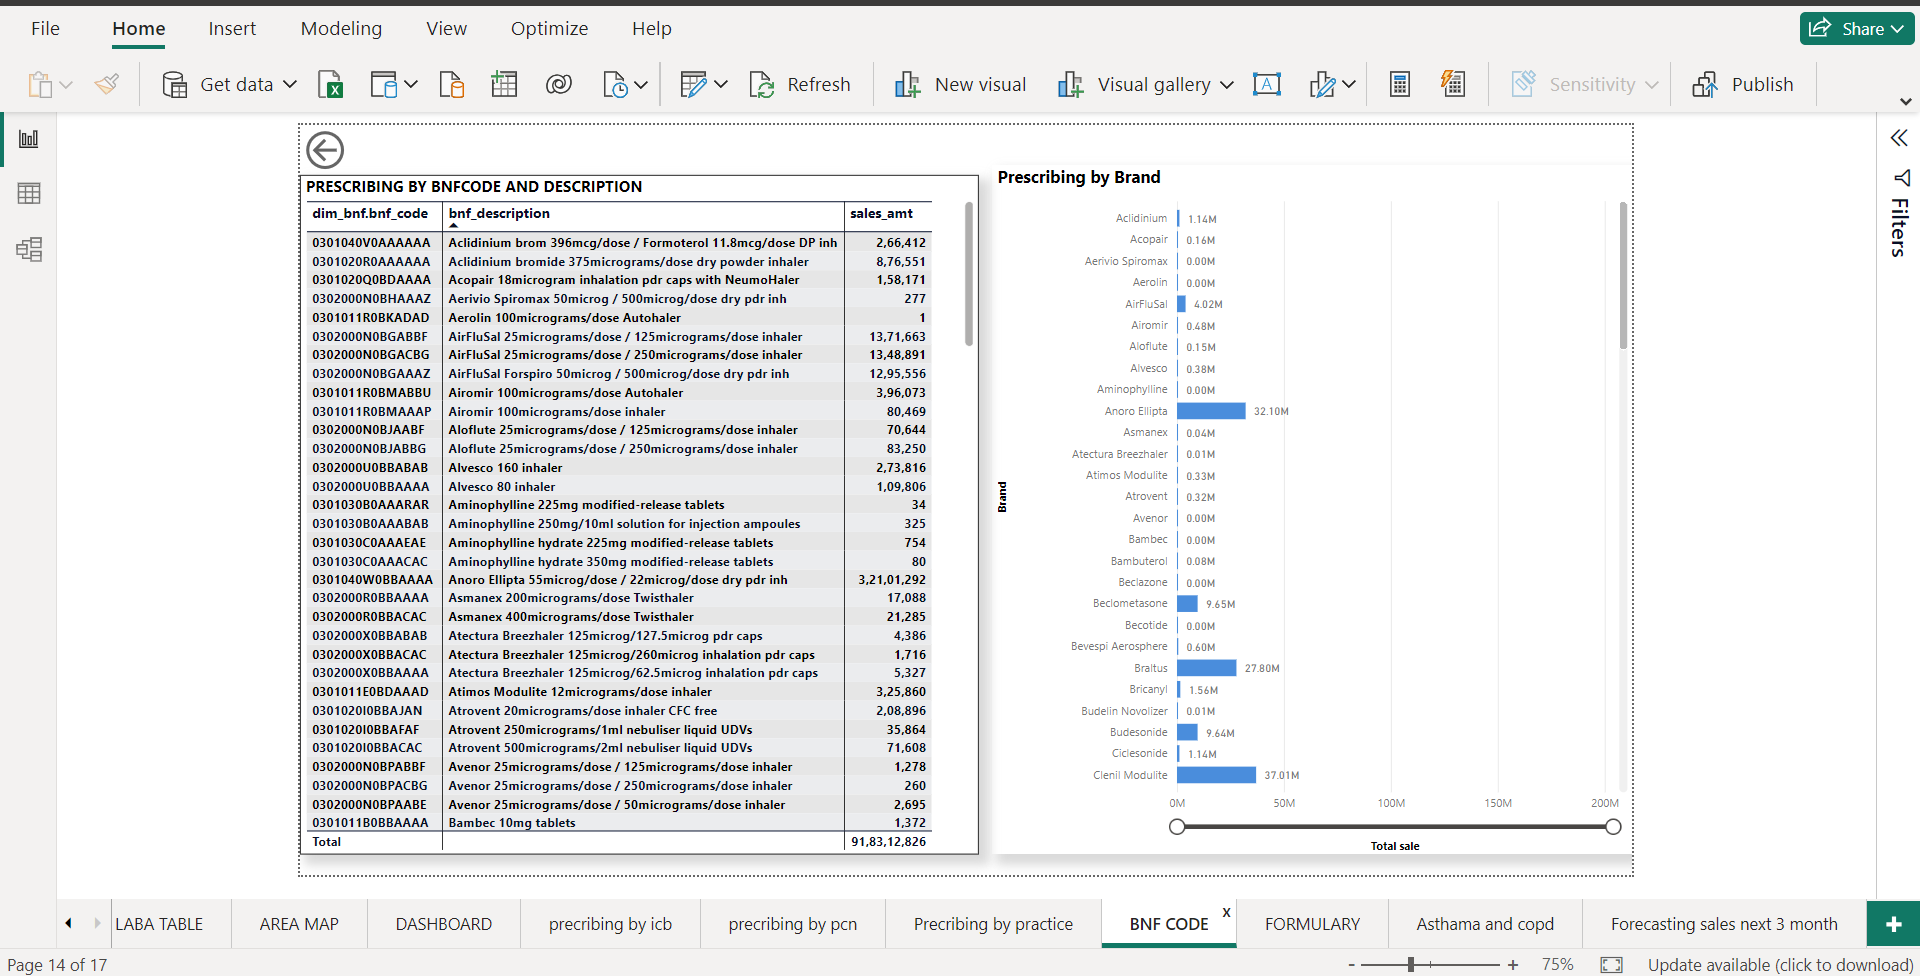 File Home Insert Modeling View Optimize Help Share
Get data Refresh New visual Visual gallery Sensitivity Publish
PRESCRIBING BY BNFCODE AND DESCRIPTION
dim_bnf.bnf_code bnf_description sales_amt
0301040V0AAAAAA Aclidinium brom 396mcg/dose / Formoterol 11.8mcg/dose DP inh 2,66,412
0301020R0AAAAAA Aclidinium bromide 375micrograms/dose dry powder inhaler 8,76,551
0301020Q0BDAAAA Acopair 18microgram inhalation pdr caps with NeumoHaler 1,58,171
0302000N0BHAAAZ Aerivio Spiromax 50microg / 500microg/dose dry pdr inh 277
0301011R0BKADAD Aerolin 100micrograms/dose Autohaler 1
0302000N0BGABBF AirFluSal 25micrograms/dose / 125micrograms/dose inhaler 13,71,663
0302000N0BGACBG AirFluSal 25micrograms/dose / 250micrograms/dose inhaler 13,48,891
0302000N0BGAAAZ AirFluSal Forspiro 50microg / 500microg/dose dry pdr inh 12,95,556
0301011R0BMABBU Airomir 100micrograms/dose Autohaler 3,96,073
0301011R0BMAAAP Airomir 100micrograms/dose inhaler 80,469
0302000N0BJAABF Aloflute 25micrograms/dose / 125micrograms/dose inhaler 70,644
0302000N0BJABBG Aloflute 25micrograms/dose / 250micrograms/dose inhaler 83,250
0302000U0BBABAB Alvesco 160 inhaler 2,73,816
0302000U0BBAAAA Alvesco 80 inhaler 1,09,806
0301030B0AAARAR Aminophylline 225mg modified-release tablets 34
0301030B0AAABAB Aminophylline 250mg/10ml solution for injection ampoules 325
0301030C0AAAEAE Aminophylline hydrate 225mg modified-release tablets 754
0301030C0AAACAC Aminophylline hydrate 350mg modified-release tablets 80
0301040W0BBAAAA Anoro Ellipta 55microg/dose / 22microg/dose dry pdr inh 3,21,01,292
0302000R0BBAAAA Asmanex 200micrograms/dose Twisthaler 17,088
0302000R0BBACAC Asmanex 400micrograms/dose Twisthaler 21,285
0302000X0BBABAB Atectura Breezhaler 125microg/127.5microg pdr caps 4,386
0302000X0BBACAC Atectura Breezhaler 125microg/260microg inhalation pdr caps 1,716
0302000X0BBAAAA Atectura Breezhaler 125microg/62.5microg inhalation pdr caps 5,327
0301011E0BDAAAD Atimos Modulite 12micrograms/dose inhaler 3,25,860
0301020I0BBAJAN Atrovent 20micrograms/dose inhaler CFC free 2,08,896
0301020I0BBAFAF Atrovent 250micrograms/1ml nebuliser liquid UDVs 35,864
0301020I0BBACAC Atrovent 500micrograms/2ml nebuliser liquid UDVs 71,608
0302000N0BPABBF Avenor 25micrograms/dose / 125micrograms/dose inhaler 1,278
0302000N0BPACBG Avenor 25micrograms/dose / 250micrograms/dose inhaler 260
0302000N0BPAABE Avenor 25micrograms/dose / 50micrograms/dose inhaler 2,695
0301011B0BBAAAA Bambec 10mg tablets 1,372
Total 91,83,12,826
Prescribing by Brand
Brand
Aclidinium 1.14M
Acopair 0.16M
Aerivio Spiromax 0.00M
Aerolin 0.00M
AirFluSal 4.02M
Airomir 0.48M
Aloflute 0.15M
Alvesco 0.38M
Aminophylline 0.00M
Anoro Ellipta 32.10M
Asmanex 0.04M
Atectura Breezhaler 0.01M
Atimos Modulite 0.33M
Atrovent 0.32M
Avenor 0.00M
Bambec 0.00M
Bambuterol 0.08M
Beclazone 0.00M
Beclometasone 9.65M
Becotide 0.00M
Bevespi Aerosphere 0.60M
Braltus 27.80M
Bricanyl 1.56M
Budelin Novolizer 0.01M
Budesonide 9.64M
Ciclesonide 1.14M
Clenil Modulite 37.01M
0M 50M 100M 150M 200M
Total sale
Filters
LABA TABLE AREA MAP DASHBOARD precribing by icb precribing by pcn Precribing by practice BNF CODE X FORMULARY Asthama and copd Forecasting sales next 3 month +
Page 14 of 17 - + 75% Update available (click to download)